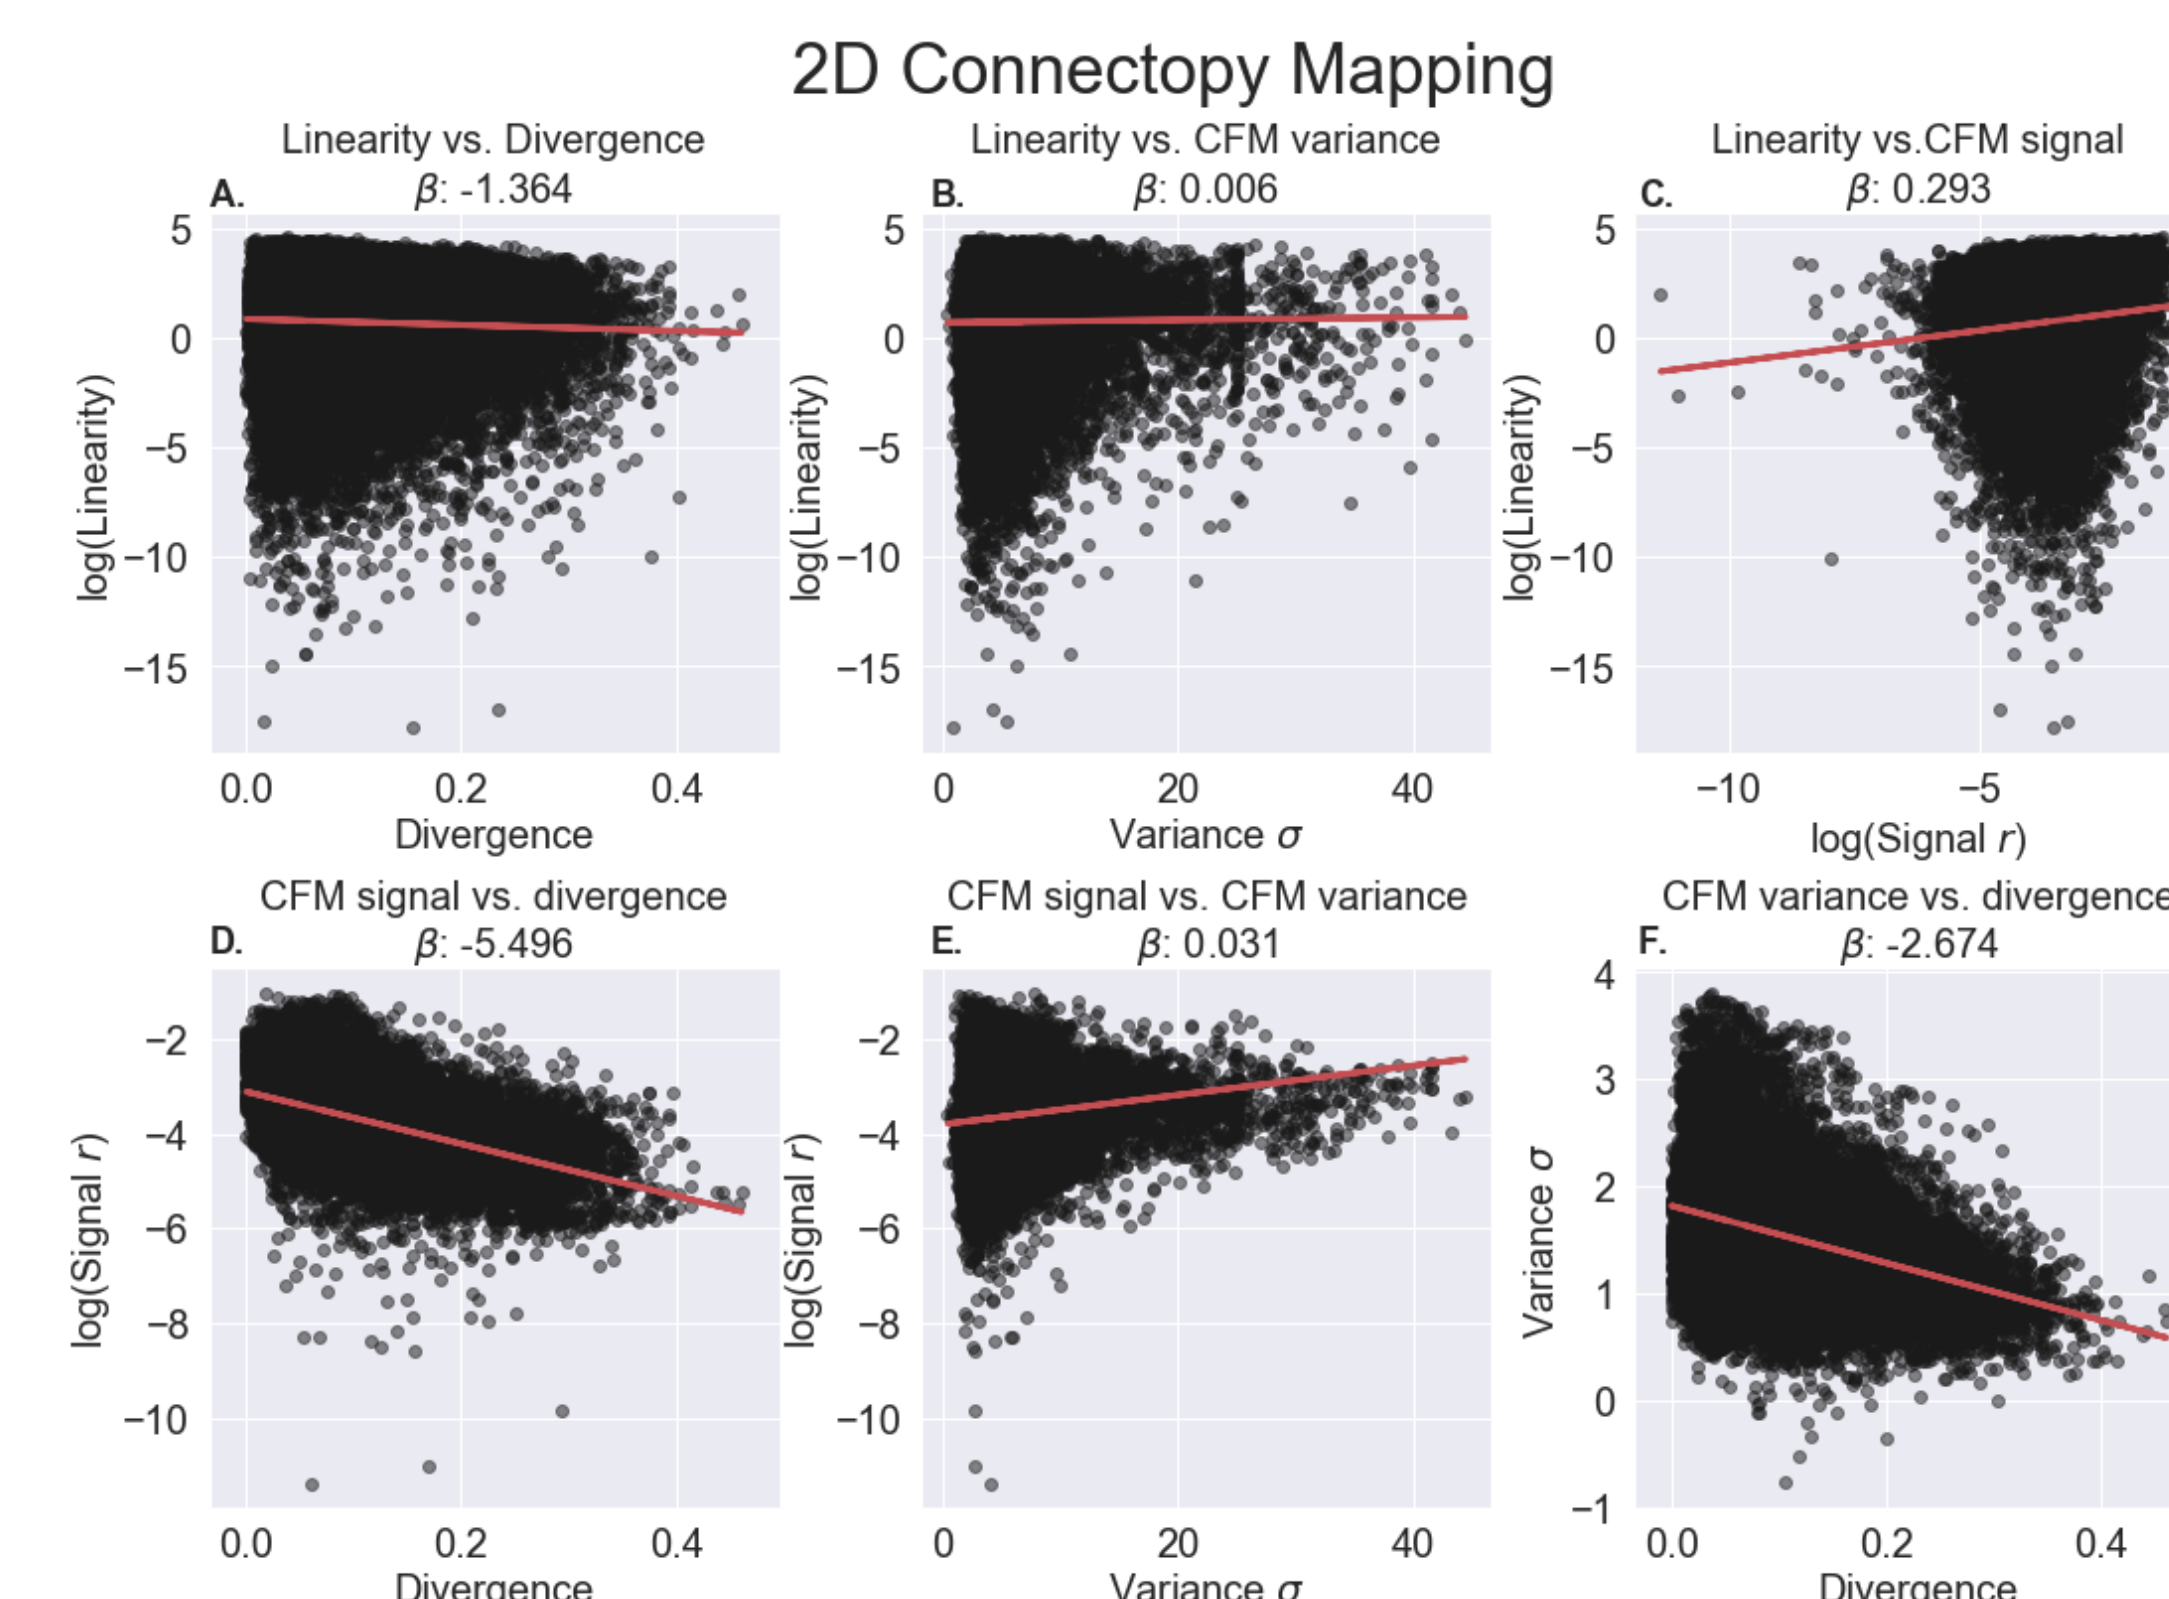 2D Connectopy Mapping
Linearity vs. Divergence
A. β: -1.364
5
0
−5
−10
−15
log(Linearity)
0.0 0.2 0.4
Divergence
Linearity vs. CFM variance
B. β: 0.006
5
0
−5
−10
−15
log(Linearity)
0 20 40
Variance σ
Linearity vs.CFM signal
C. β: 0.293
5
0
−5
−10
−15
log(Linearity)
−10 −5
log(Signal r)
CFM signal vs. divergence
D. β: -5.496
−2
−4
−6
−8
−10
log(Signal r)
0.0 0.2 0.4
Divergence
CFM signal vs. CFM variance
E. β: 0.031
−2
−4
−6
−8
−10
log(Signal r)
0 20 40
Variance σ
CFM variance vs. divergence
F. β: -2.674
4
3
2
1
0
−1
Variance σ
0.0 0.2 0.4
Divergence